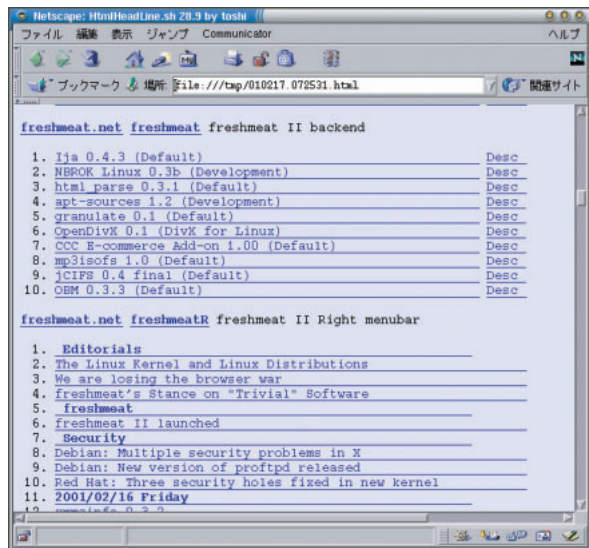 Netscape: HtmlHeadLine.sh 28.9 by toshi
ファイル 編集 表示 ジャンプ Communicator ヘルプ
ブックマーク 場所: file:///tmp/010217.072531.html 関連サイト
freshmeat.net freshmeat freshmeat II backend
1. Ija 0.4.3 (Default) Desc
2. NBROK Linux 0.3b (Development) Desc
3. html_parse 0.3.1 (Default) Desc
4. apt-sources 1.2 (Development) Desc
5. granulate 0.1 (Default) Desc
6. OpenDivX 0.1 (DivX for Linux) Desc
7. CCC E-commerce Add-on 1.00 (Default) Desc
8. mp3isofs 1.0 (Default) Desc
9. jCIFS 0.4 final (Default) Desc
10. OBM 0.3.3 (Default) Desc
freshmeat.net freshmeatR freshmeat II Right menubar
1. Editorials
2. The Linux Kernel and Linux Distributions
3. We are losing the browser war
4. freshmeat's Stance on "Trivial" Software
5. freshmeat
6. freshmeat II launched
7. Security
8. Debian: Multiple security problems in X
9. Debian: New version of proftpd released
10. Red Hat: Three security holes fixed in new kernel
11. 2001/02/16 Friday